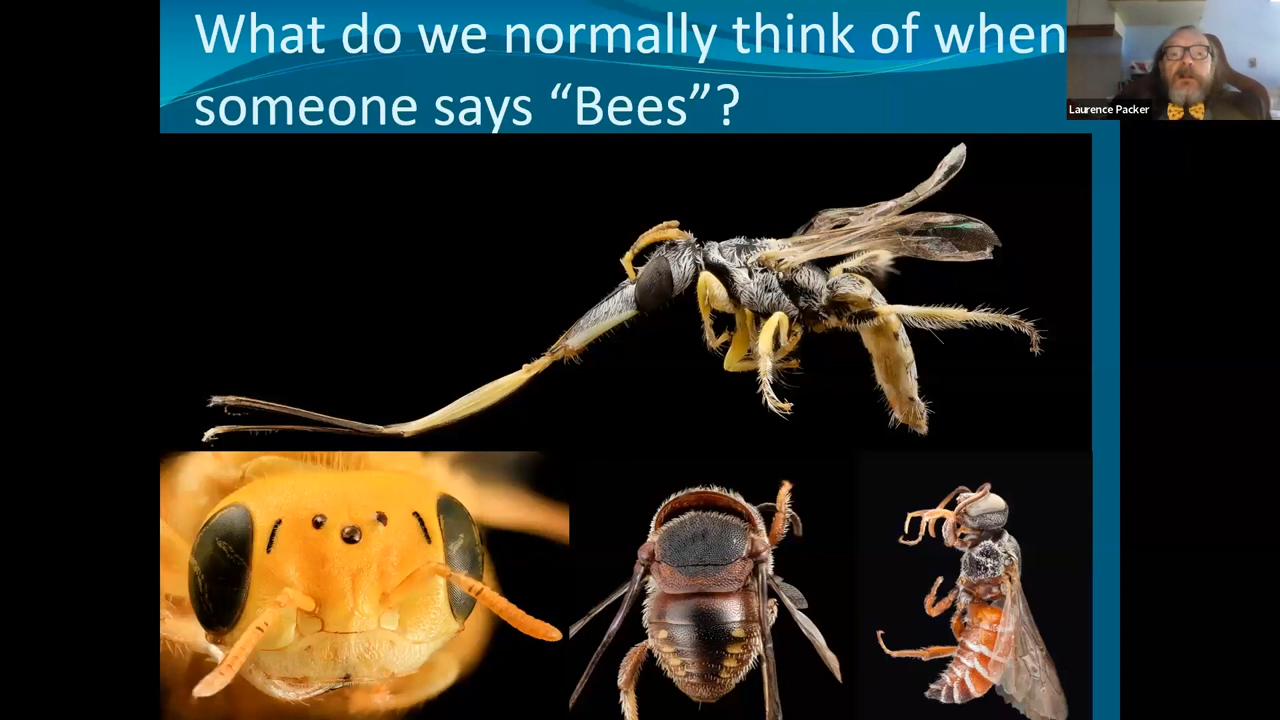 What do we normally think of when
someone says “Bees”?
Laurence Packer